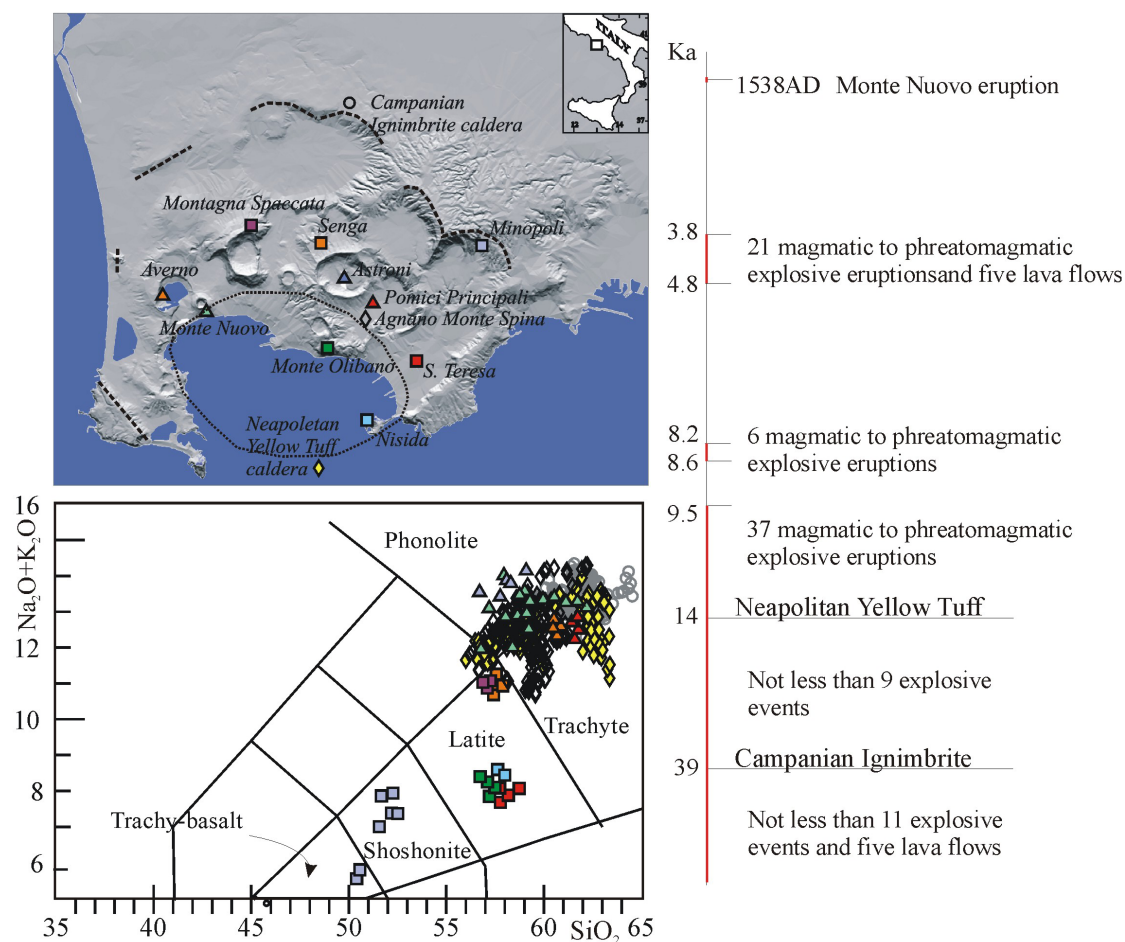 ITALY
12
14
37
Campanian
Ignimbrite caldera
Montagna Spaecata
Senga
Minopoli
Averno
Astroni
Pomici Principali
Agnano Monte Spina
Monte Nuovo
Monte Olibano
S. Teresa
Neapoletan
Yellow Tuff
caldera
Nisida
Ka
1538AD Monte Nuovo eruption
3.8
21 magmatic to phreatomagmatic
explosive eruptionsand five lava flows
4.8
8.2
6 magmatic to phreatomagmatic
explosive eruptions
8.6
9.5
37 magmatic to phreatomagmatic
explosive eruptions
Neapolitan Yellow Tuff
14
Not less than 9 explosive
events
Campanian Ignimbrite
39
Not less than 11 explosive
events and five lava flows
Na₂O+K₂O
16
14
12
10
8
6
Phonolite
Trachyte
Latite
Trachy-basalt
Shoshonite
35 40 45 50 55 60 SiO₂ 65